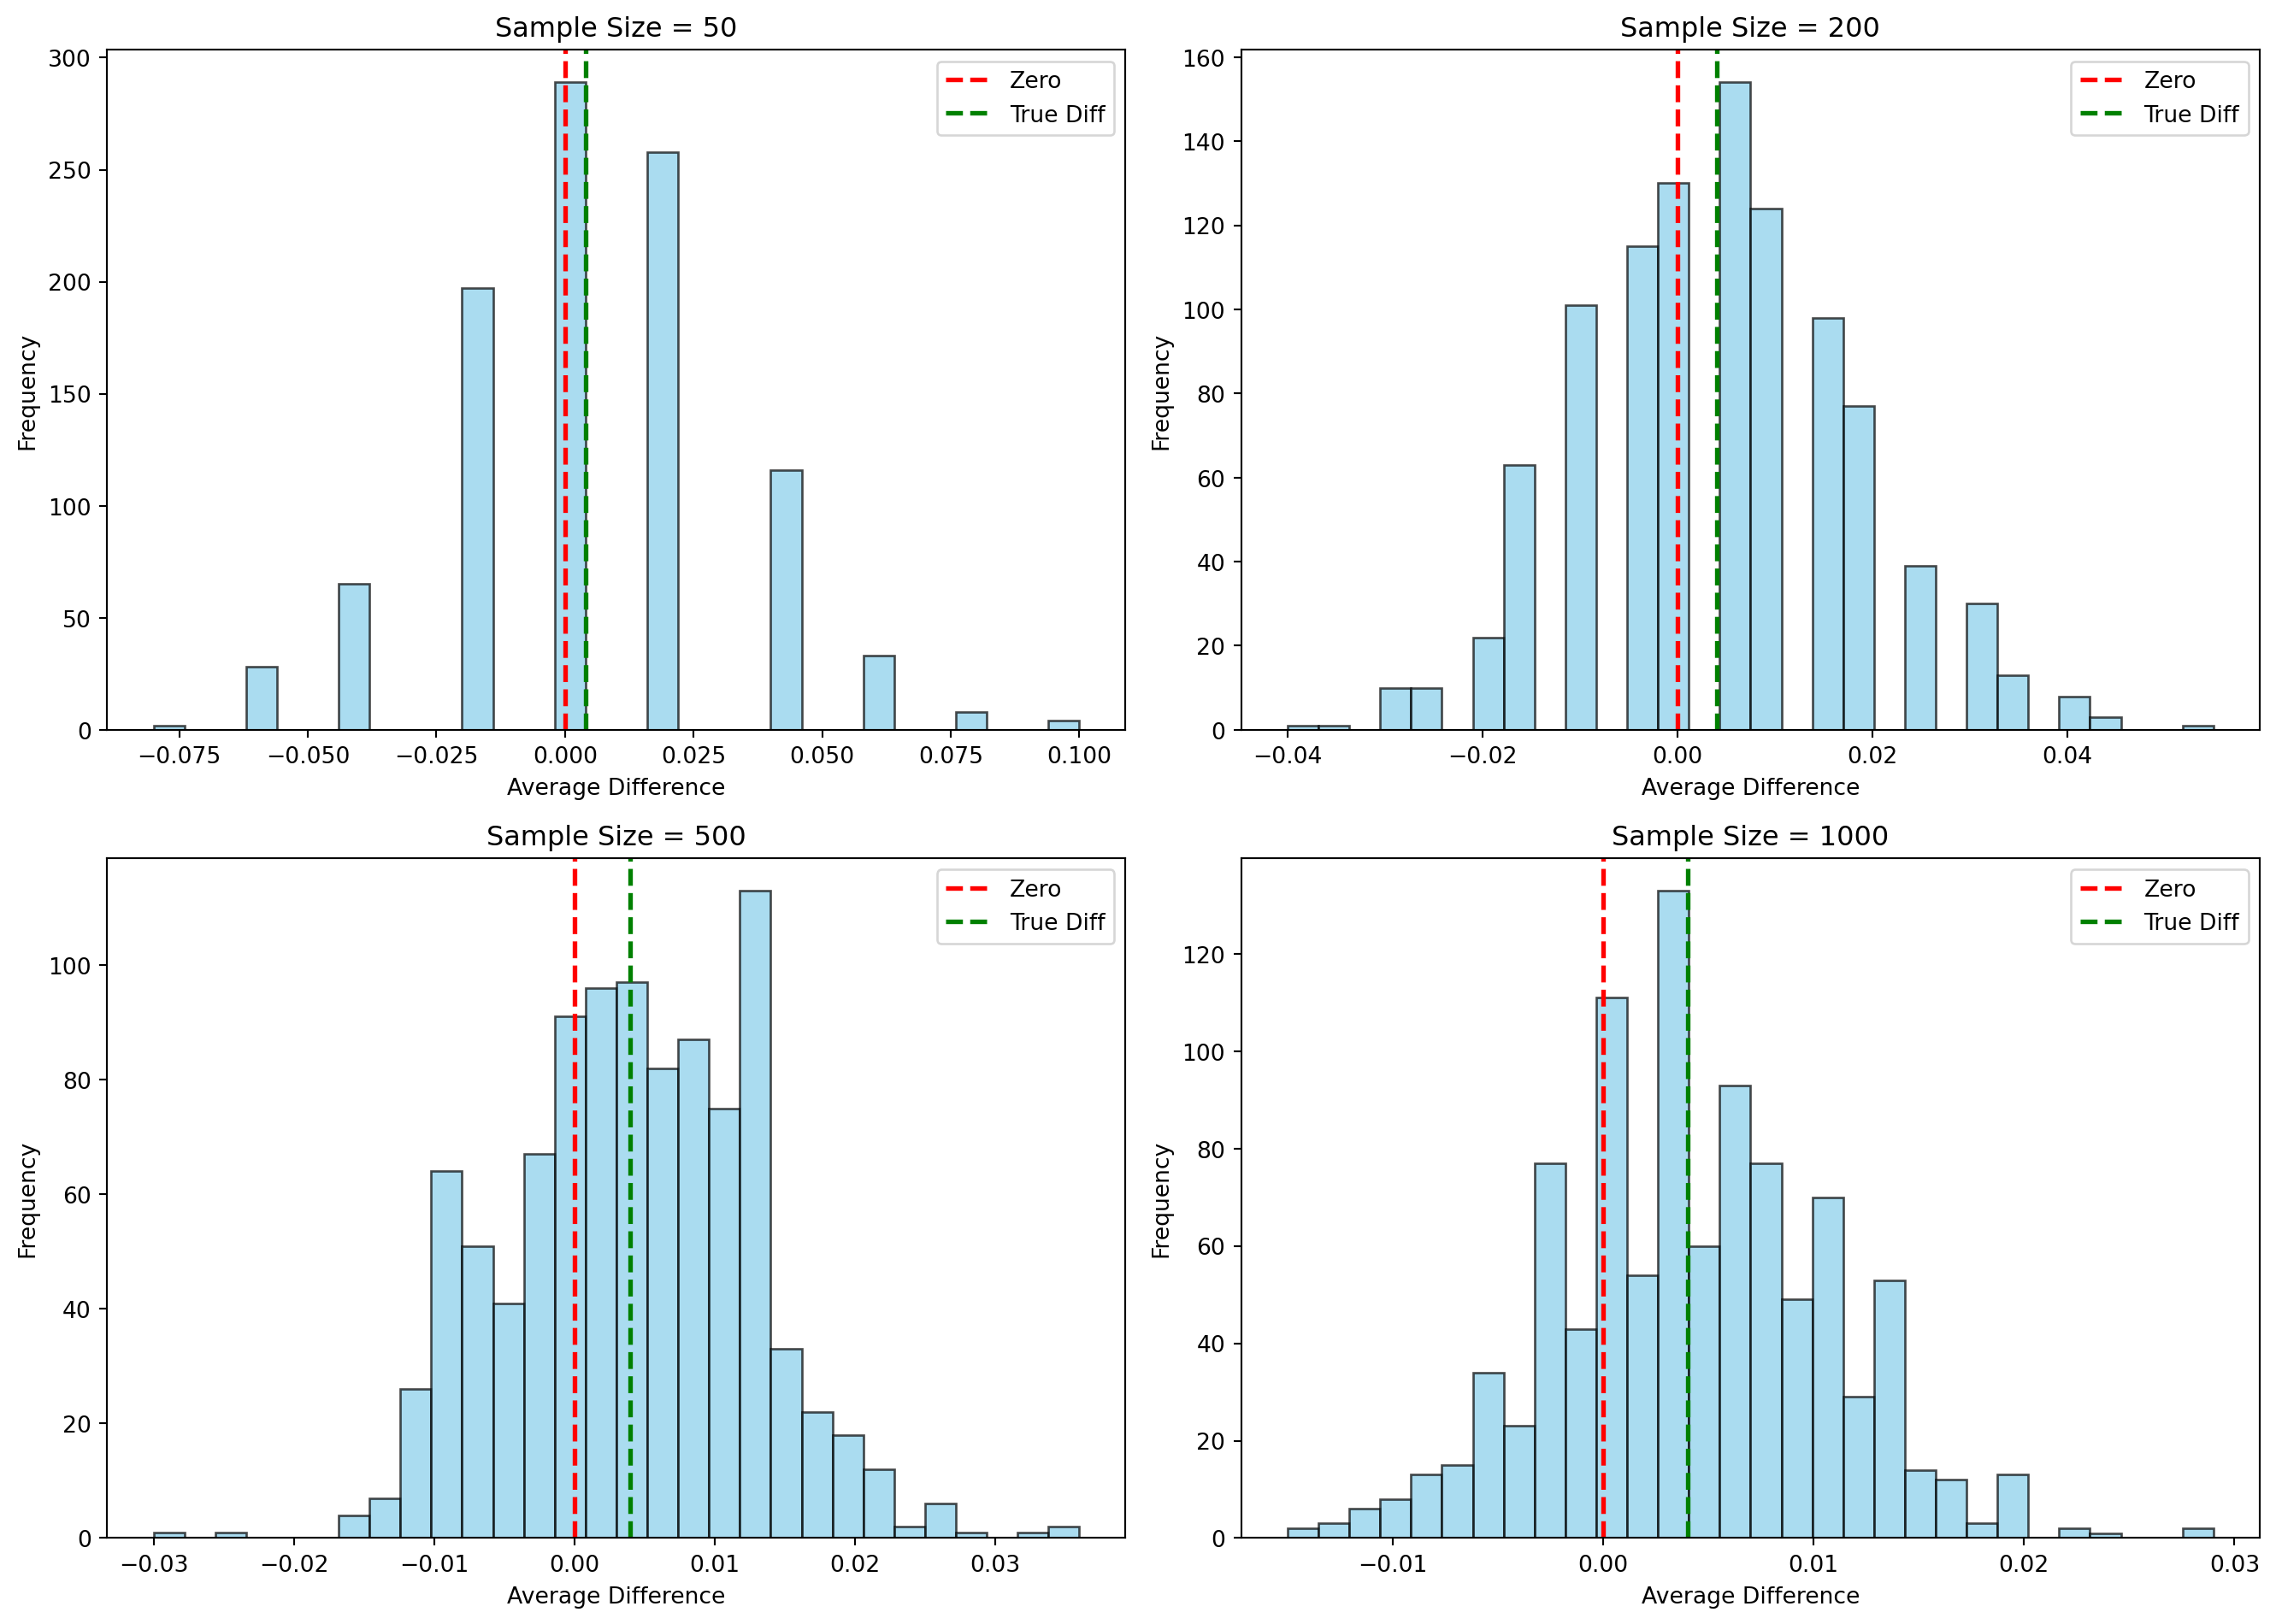 Sample Size = 50
300
250
200
150
100
50
0
Frequency
−0.075 −0.050 −0.025 0.000 0.025 0.050 0.075 0.100
Average Difference
Zero
True Diff
Sample Size = 200
160
140
120
100
80
60
40
20
0
Frequency
−0.04 −0.02 0.00 0.02 0.04
Average Difference
Zero
True Diff
Sample Size = 500
100
80
60
40
20
0
Frequency
−0.03 −0.02 −0.01 0.00 0.01 0.02 0.03
Average Difference
Zero
True Diff
Sample Size = 1000
120
100
80
60
40
20
0
Frequency
−0.01 0.00 0.01 0.02 0.03
Average Difference
Zero
True Diff